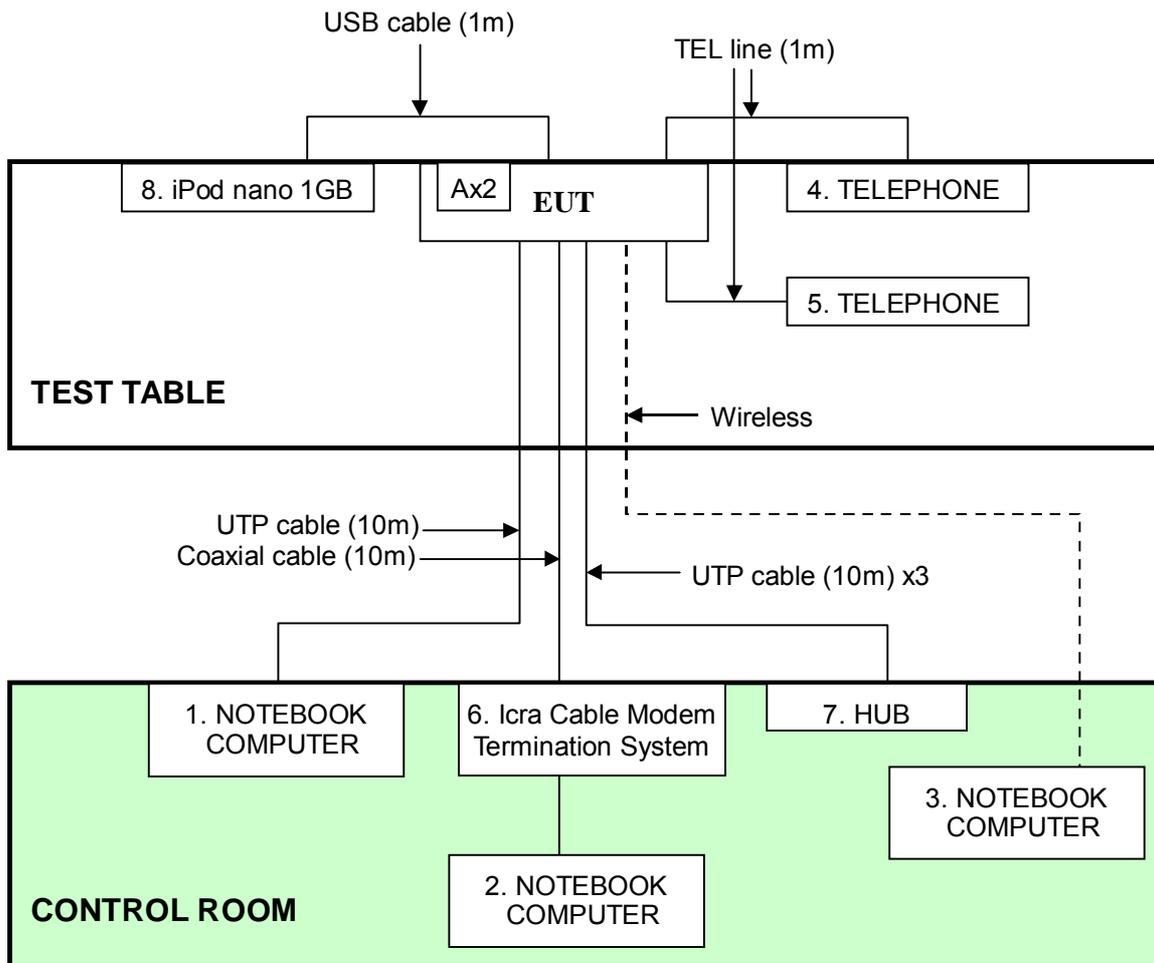 USB cable (1m)
TEL line (1m)
8. iPod nano 1GB
Ax2
EUT
4. TELEPHONE
5. TELEPHONE
TEST TABLE
Wireless
UTP cable (10m)
Coaxial cable (10m)
UTP cable (10m) x3
1. NOTEBOOK
COMPUTER
6. Icra Cable Modem
Termination System
7. HUB
3. NOTEBOOK
COMPUTER
2. NOTEBOOK
COMPUTER
CONTROL ROOM